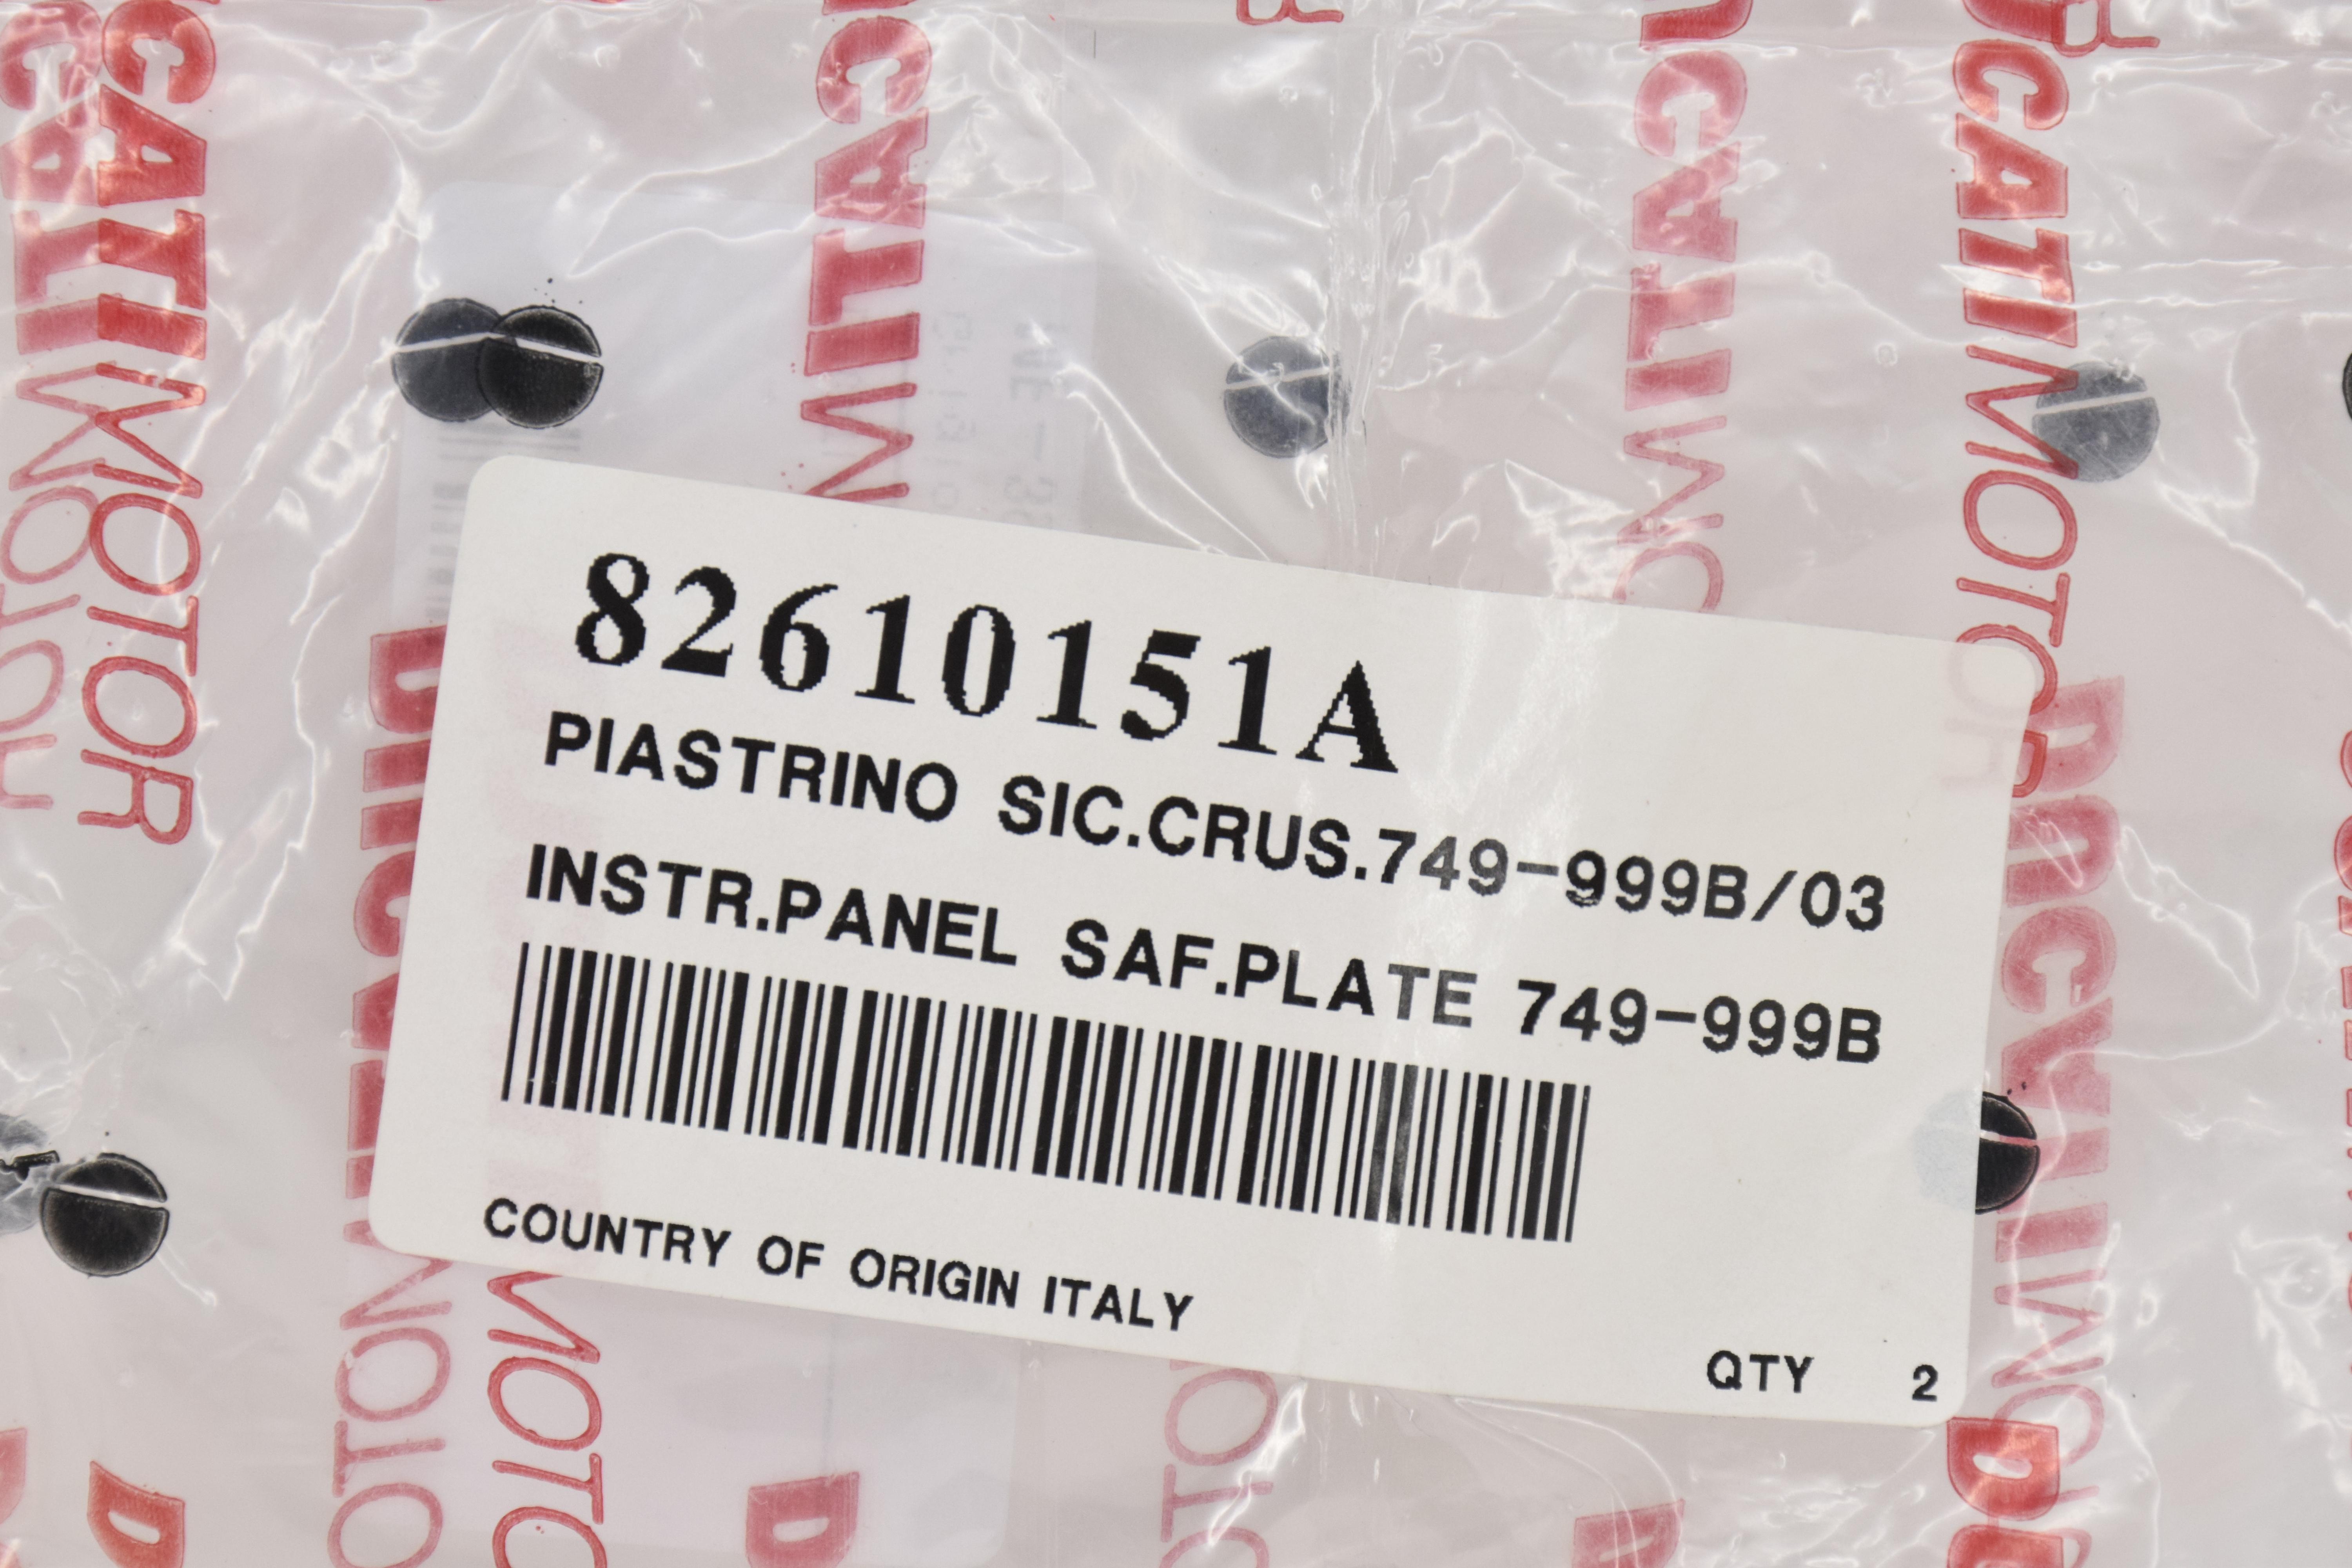 DUCATIMOTOR
82610151A
PIASTRINO SIC.CRUS.749-999B/03
INSTR.PANEL SAF.PLATE 749-999B
COUNTRY OF ORIGIN ITALY
QTY 2